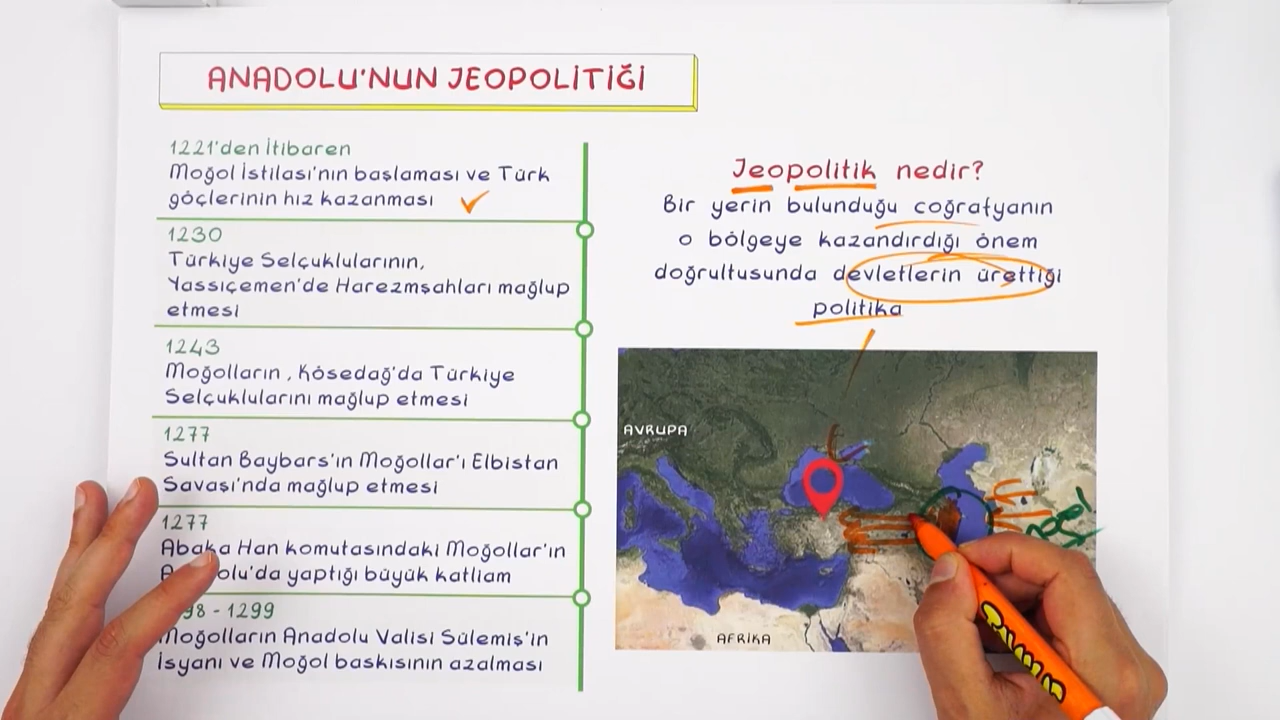 ANADOLU'NUN JEOPOLİTİĞİ
1221'den İtibaren
Moğol İstilası'nın başlaması ve Türk
göçlerinin hız kazanması
1230
Türkiye Selçuklularının,
Yassıçemen'de Harezmşahları mağlup
etmesi
1243
Moğolların , Kösedağ'da Türkiye
Selçuklularını mağlup etmesi
1277
Sultan Baybars'ın Moğollar'ı Elbistan
Savaşı'nda mağlup etmesi
1277
Abaka Han komutasındaki Moğollar'ın
yaptığı büyük katliam
- 1299
Moğolların Anadolu Valisi Sülemiş'in
İsyanı ve Moğol baskısının azalması
Jeopolitik nedir?
Bir yerin bulunduğu coğrafyanın
o bölgeye kazandırdığı önem
doğrultusunda devletlerin ürettiği
politika
AVRUPA
AFRİKA